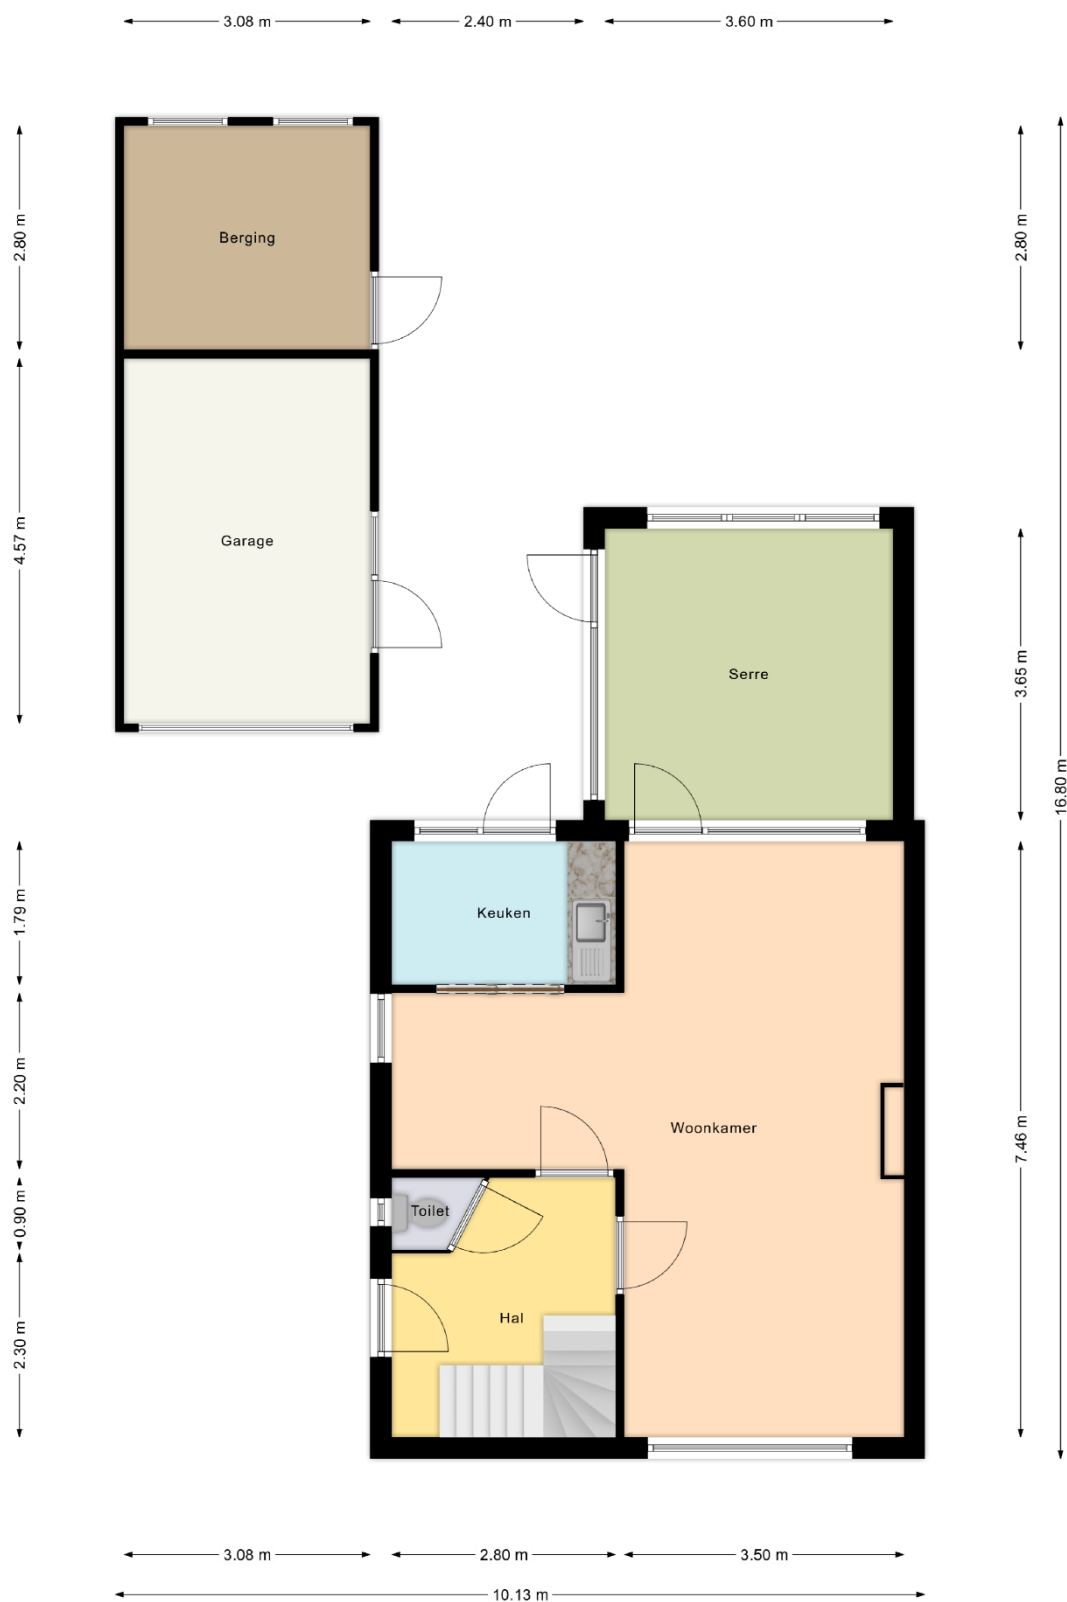 3.08 m
2.40 m
3.60 m
2.80 m
Berging
2.80 m
4.57 m
Garage
3.65 m
Serre
16.80 m
1.79 m
Keuken
2.20 m
Woonkamer
7.46 m
0.90 m
Toilet
2.30 m
Hal
3.08 m
2.80 m
3.50 m
10.13 m